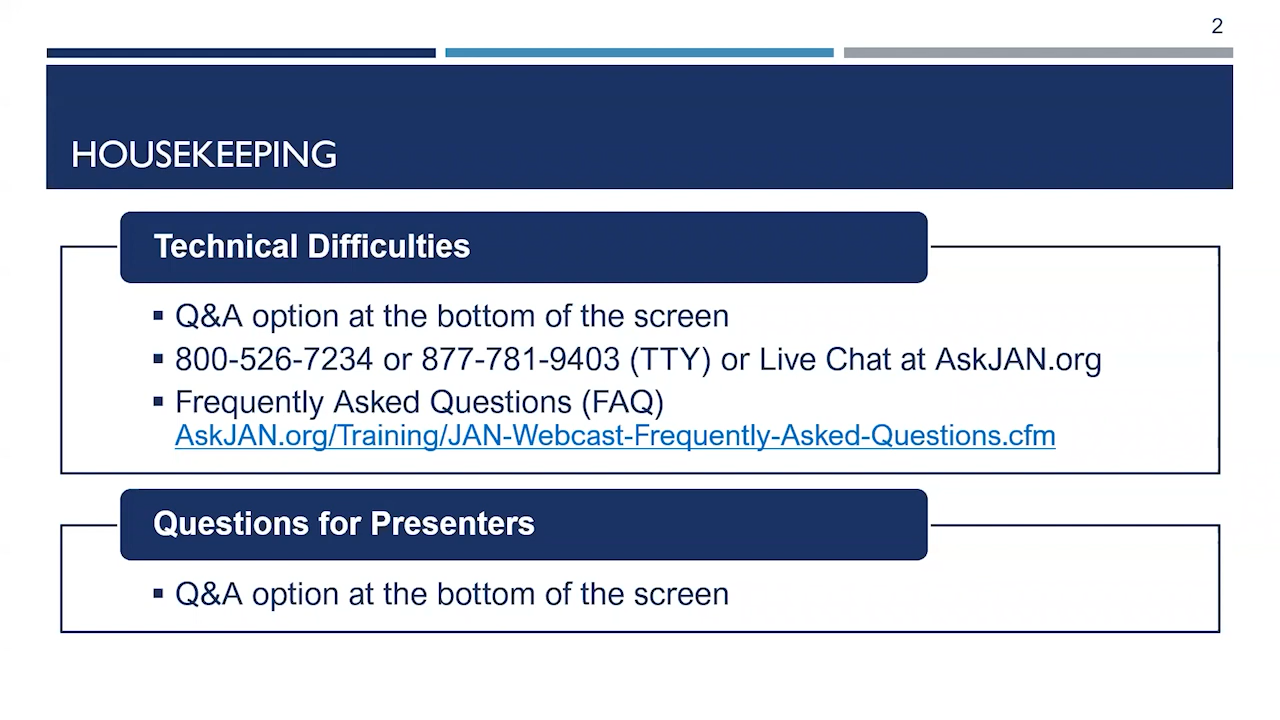 2
HOUSEKEEPING
Technical Difficulties
▪ Q&A option at the bottom of the screen
▪ 800-526-7234 or 877-781-9403 (TTY) or Live Chat at AskJAN.org
▪ Frequently Asked Questions (FAQ)
AskJAN.org/Training/JAN-Webcast-Frequently-Asked-Questions.cfm
Questions for Presenters
▪ Q&A option at the bottom of the screen